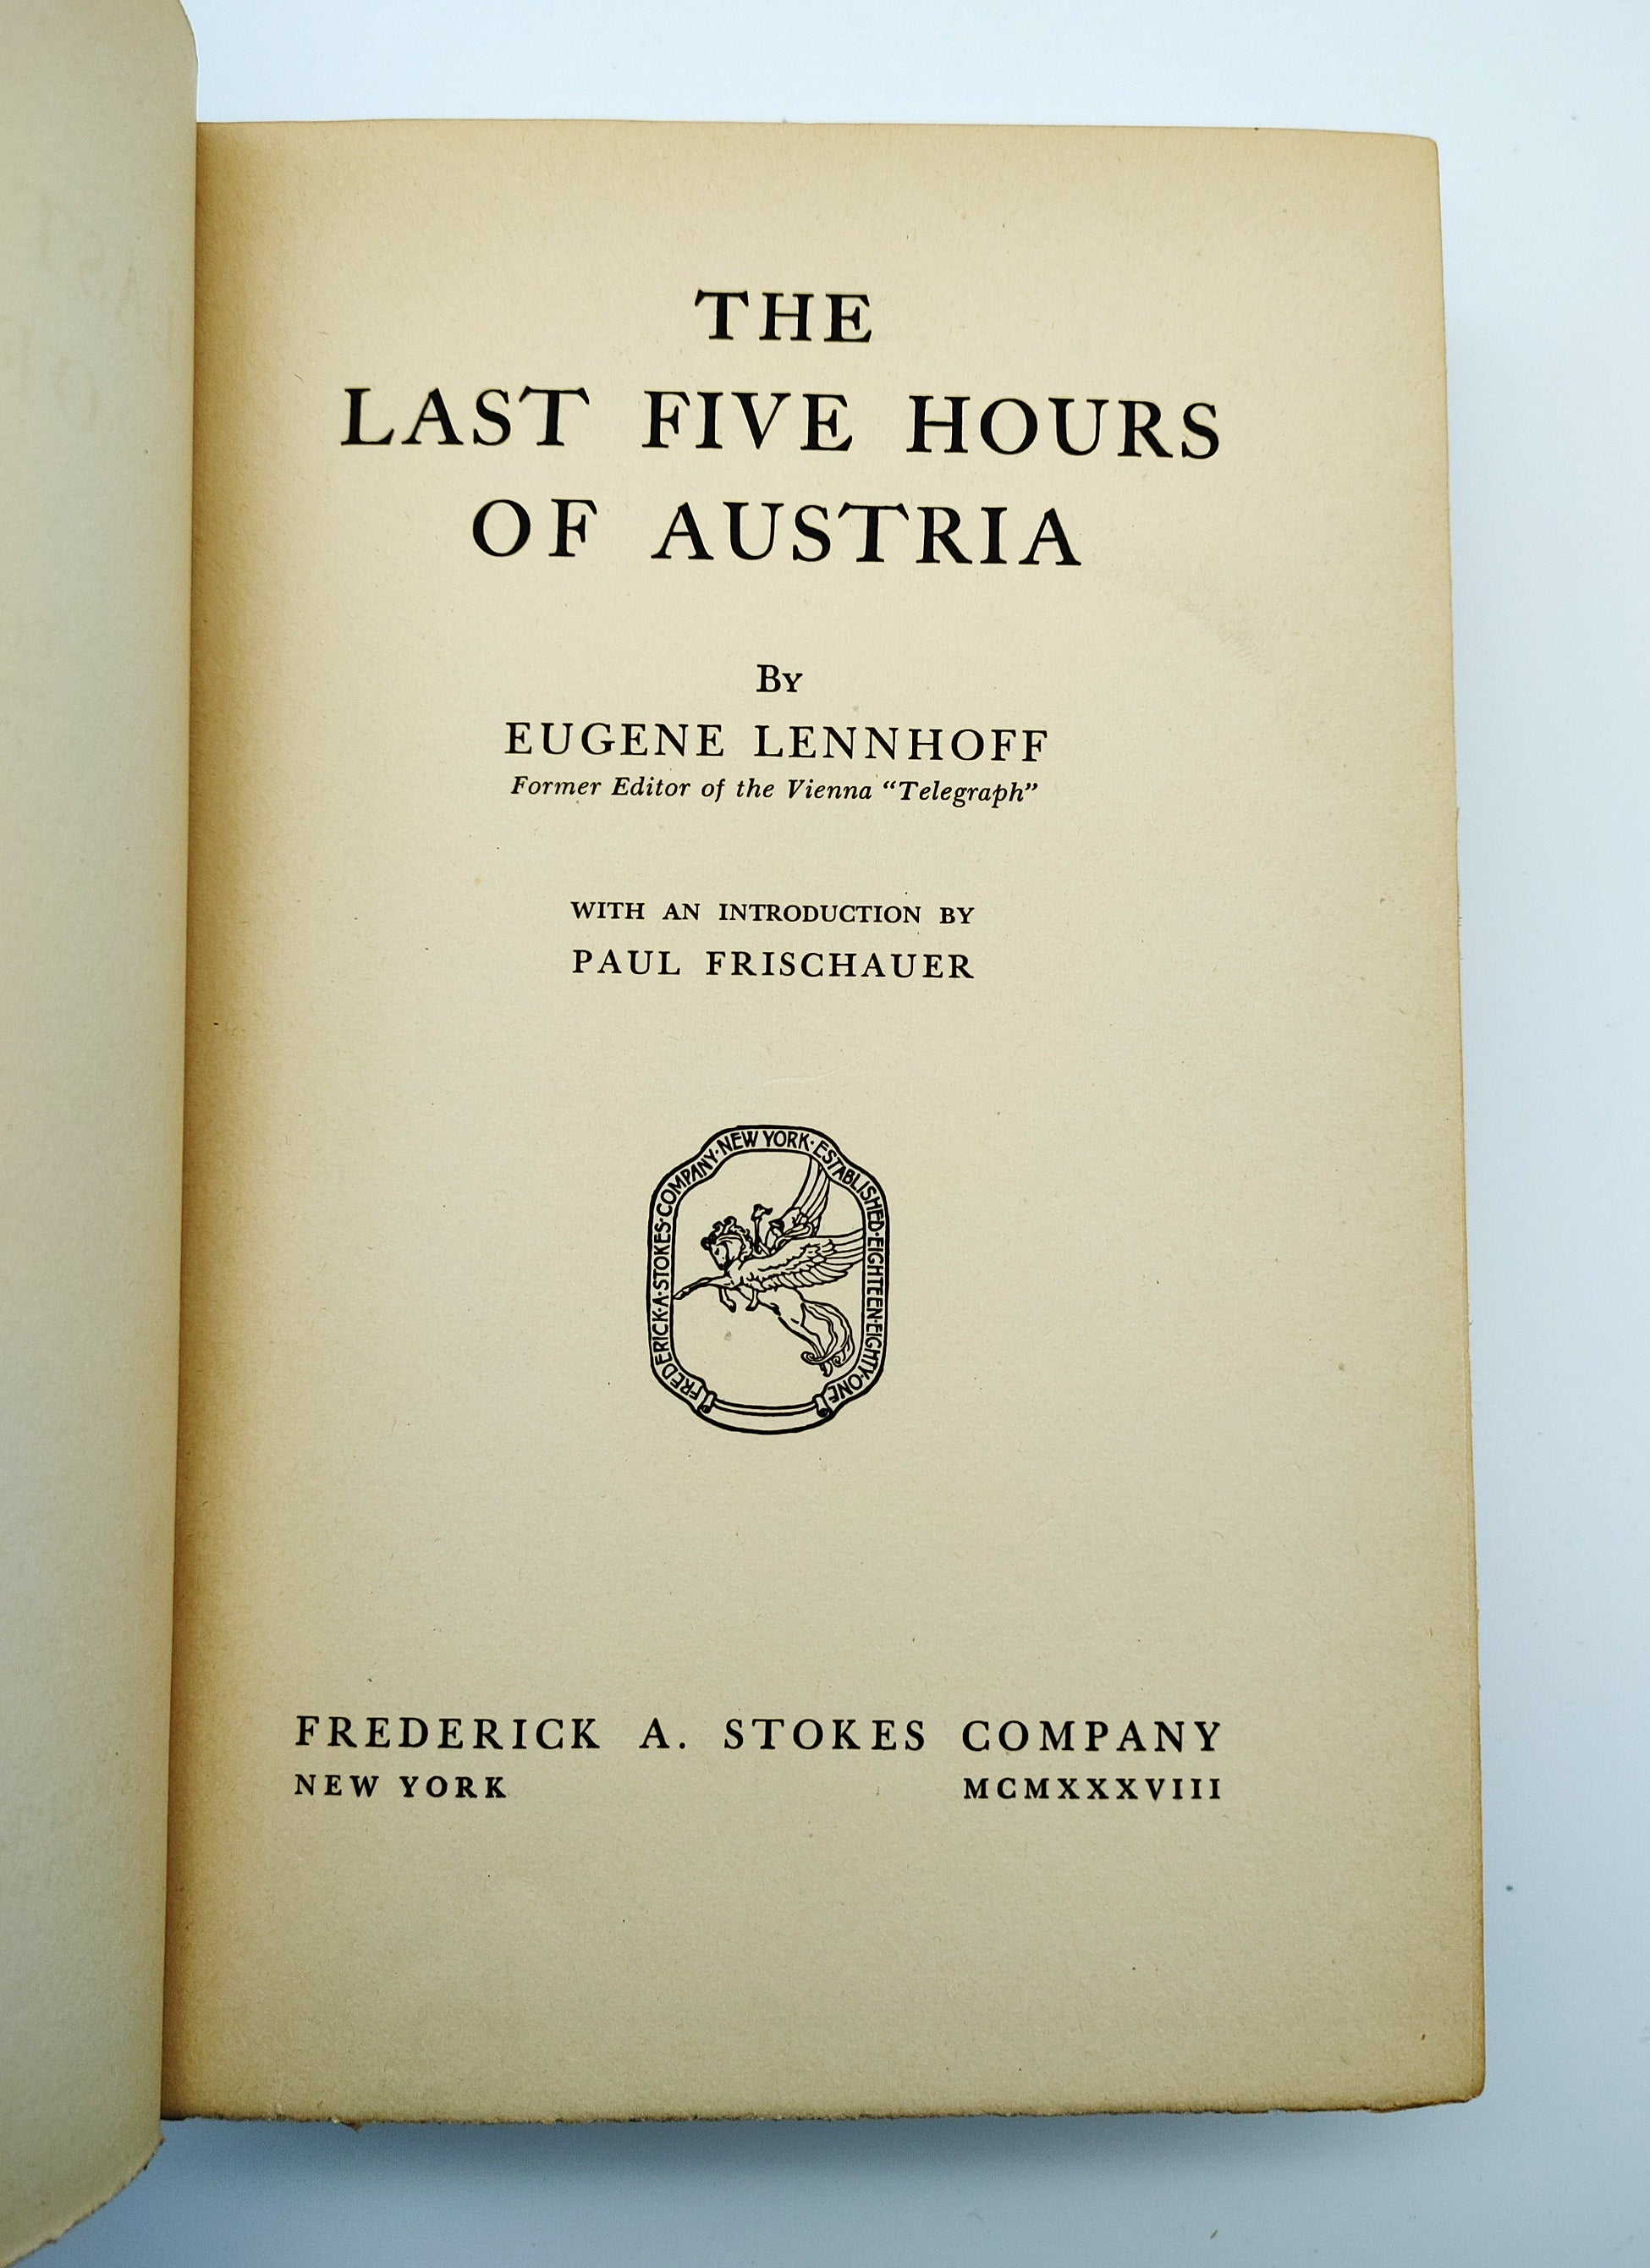 THE
LAST FIVE HOURS
OF AUSTRIA
By
EUGENE LENNHOFF
Former Editor of the Vienna “Telegraph”
WITH AN INTRODUCTION BY
PAUL FRISCHAUER
FREDERICK·A·STOKES·COMPANY·NEW YORK·ESTABLISHED·EIGHTEEN·EIGHTY·ONE
FREDERICK A. STOKES COMPANY
NEW YORK MCMXXXVIII